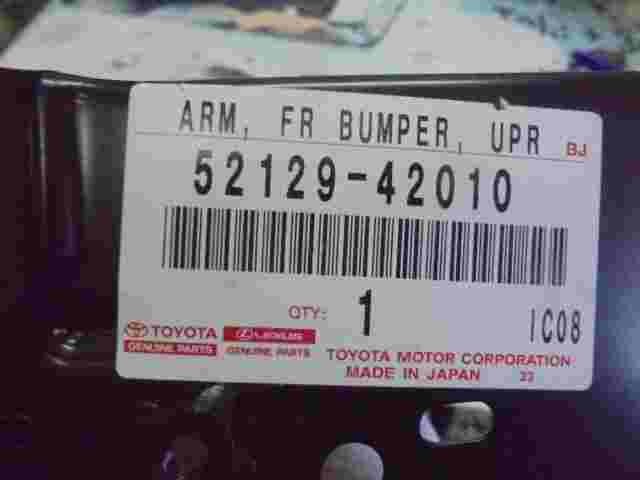 ARM, FR BUMPER, UPR BJ
52129-42010
QTY: 1
IC08
TOYOTA LEXUS
GENUINE PARTS GENUINE PARTS
TOYOTA MOTOR CORPORATION
MADE IN JAPAN 22